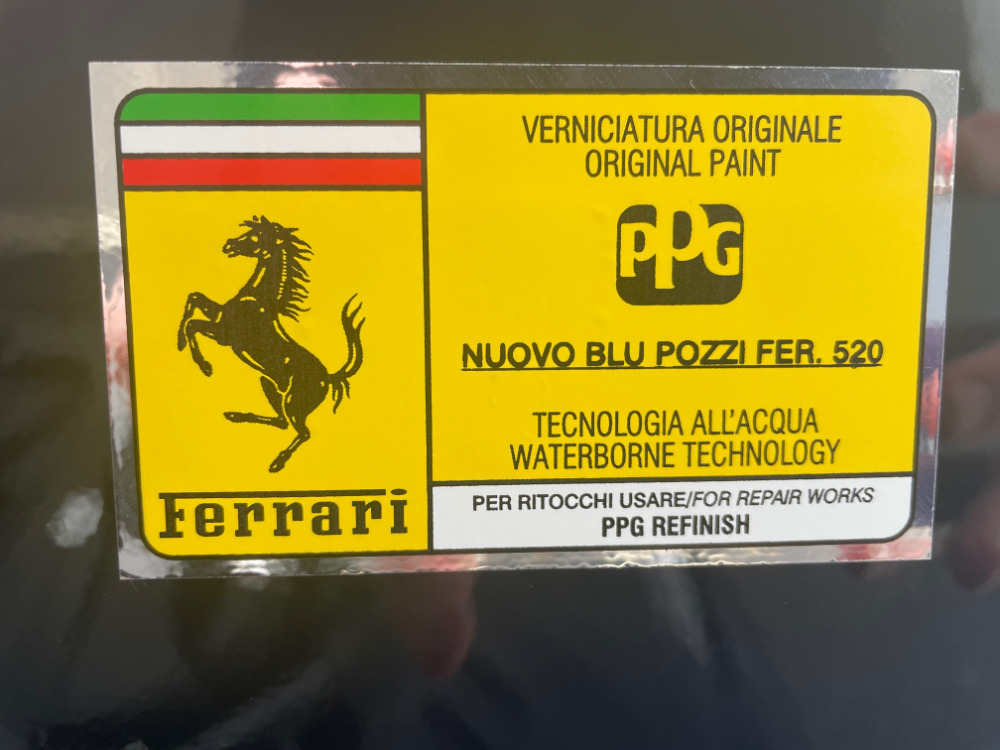 Ferrari
VERNICIATURA ORIGINALE
ORIGINAL PAINT
PPG
NUOVO BLU POZZI FER. 520
TECNOLOGIA ALL'ACQUA
WATERBORNE TECHNOLOGY
PER RITOCCHI USARE/FOR REPAIR WORKS
PPG REFINISH